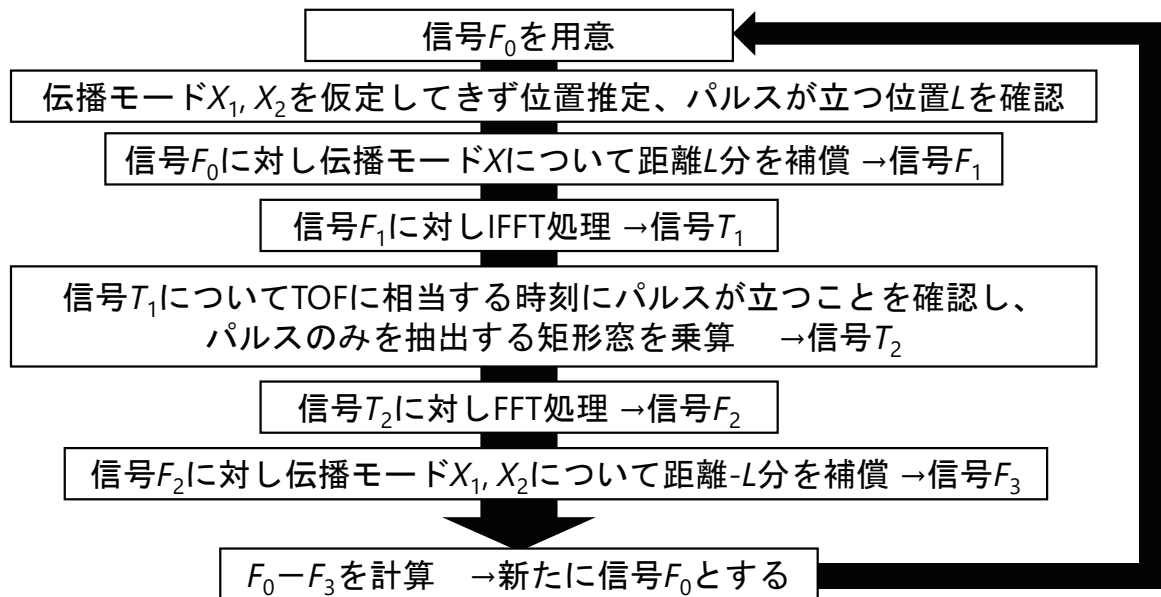 信号F₀を用意
伝播モードX₁, X₂を仮定してきず位置推定、パルスが立つ位置Lを確認
信号F₀に対し伝播モードXについて距離L分を補償 →信号F₁
信号F₁に対しIFFT処理 →信号T₁
信号T₁についてTOFに相当する時刻にパルスが立つことを確認し、
パルスのみを抽出する矩形窓を乗算 →信号T₂
信号T₂に対しFFT処理 →信号F₂
信号F₂に対し伝播モードX₁, X₂について距離-L分を補償 →信号F₃
F₀−F₃を計算 →新たに信号F₀とする